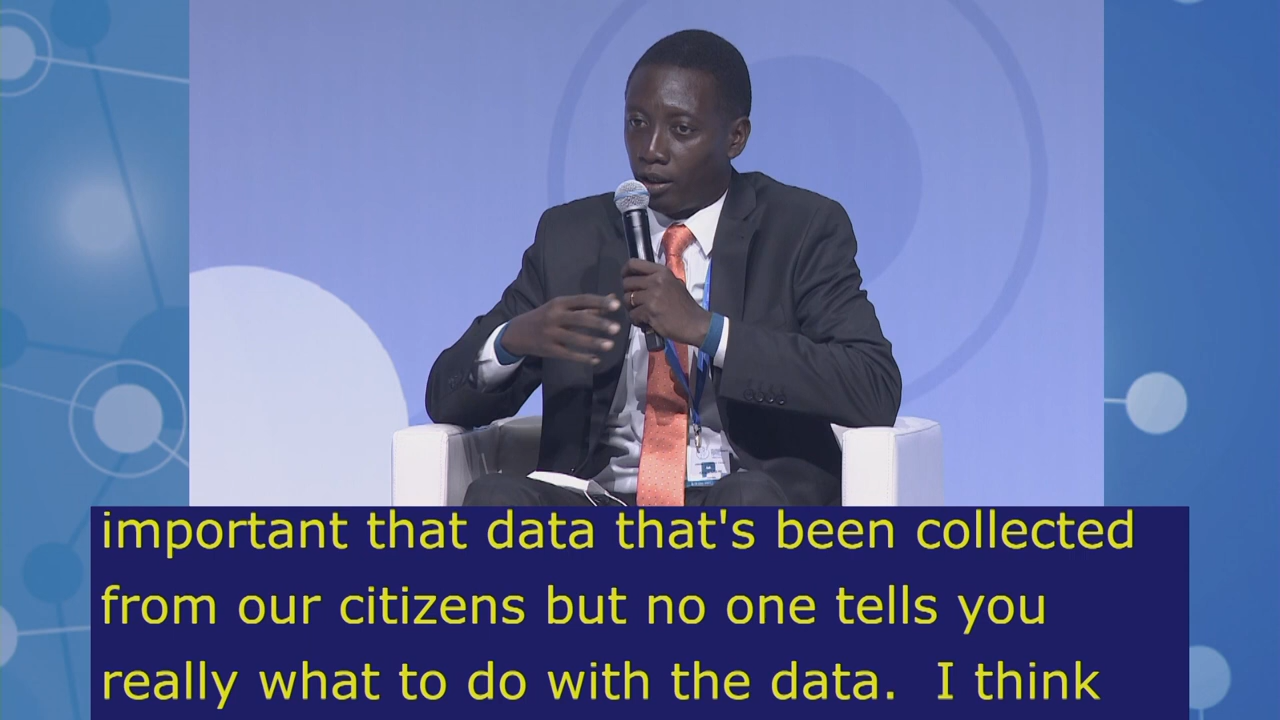 important that data that's been collected
from our citizens but no one tells you
really what to do with the data.  I think